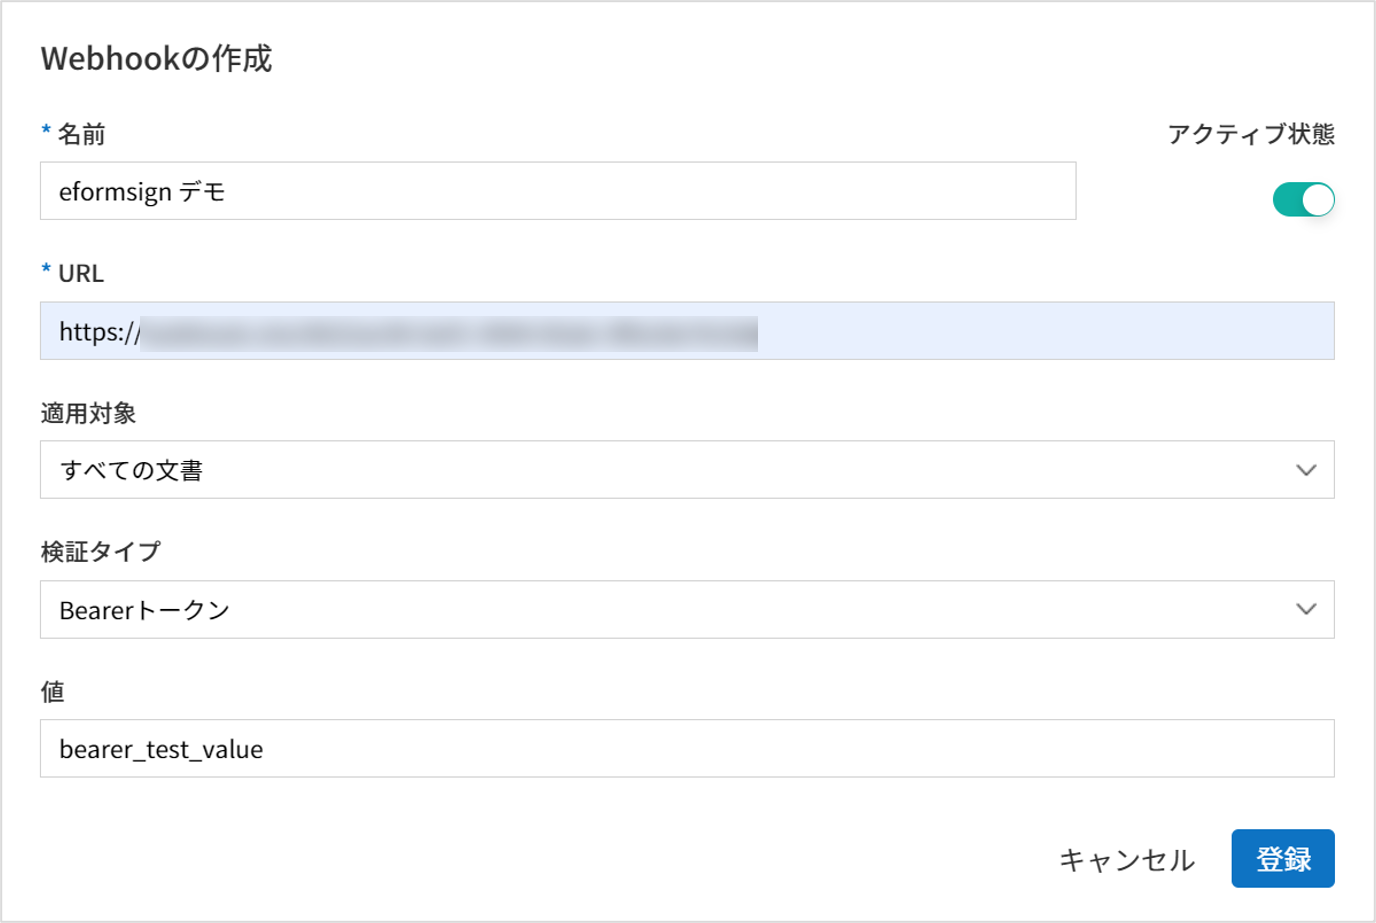 Webhookの作成
* 名前
アクティブ状態
eformsign デモ
* URL
https://
適用対象
すべての文書
検証タイプ
Bearerトークン
値
bearer_test_value
キャンセル
登録